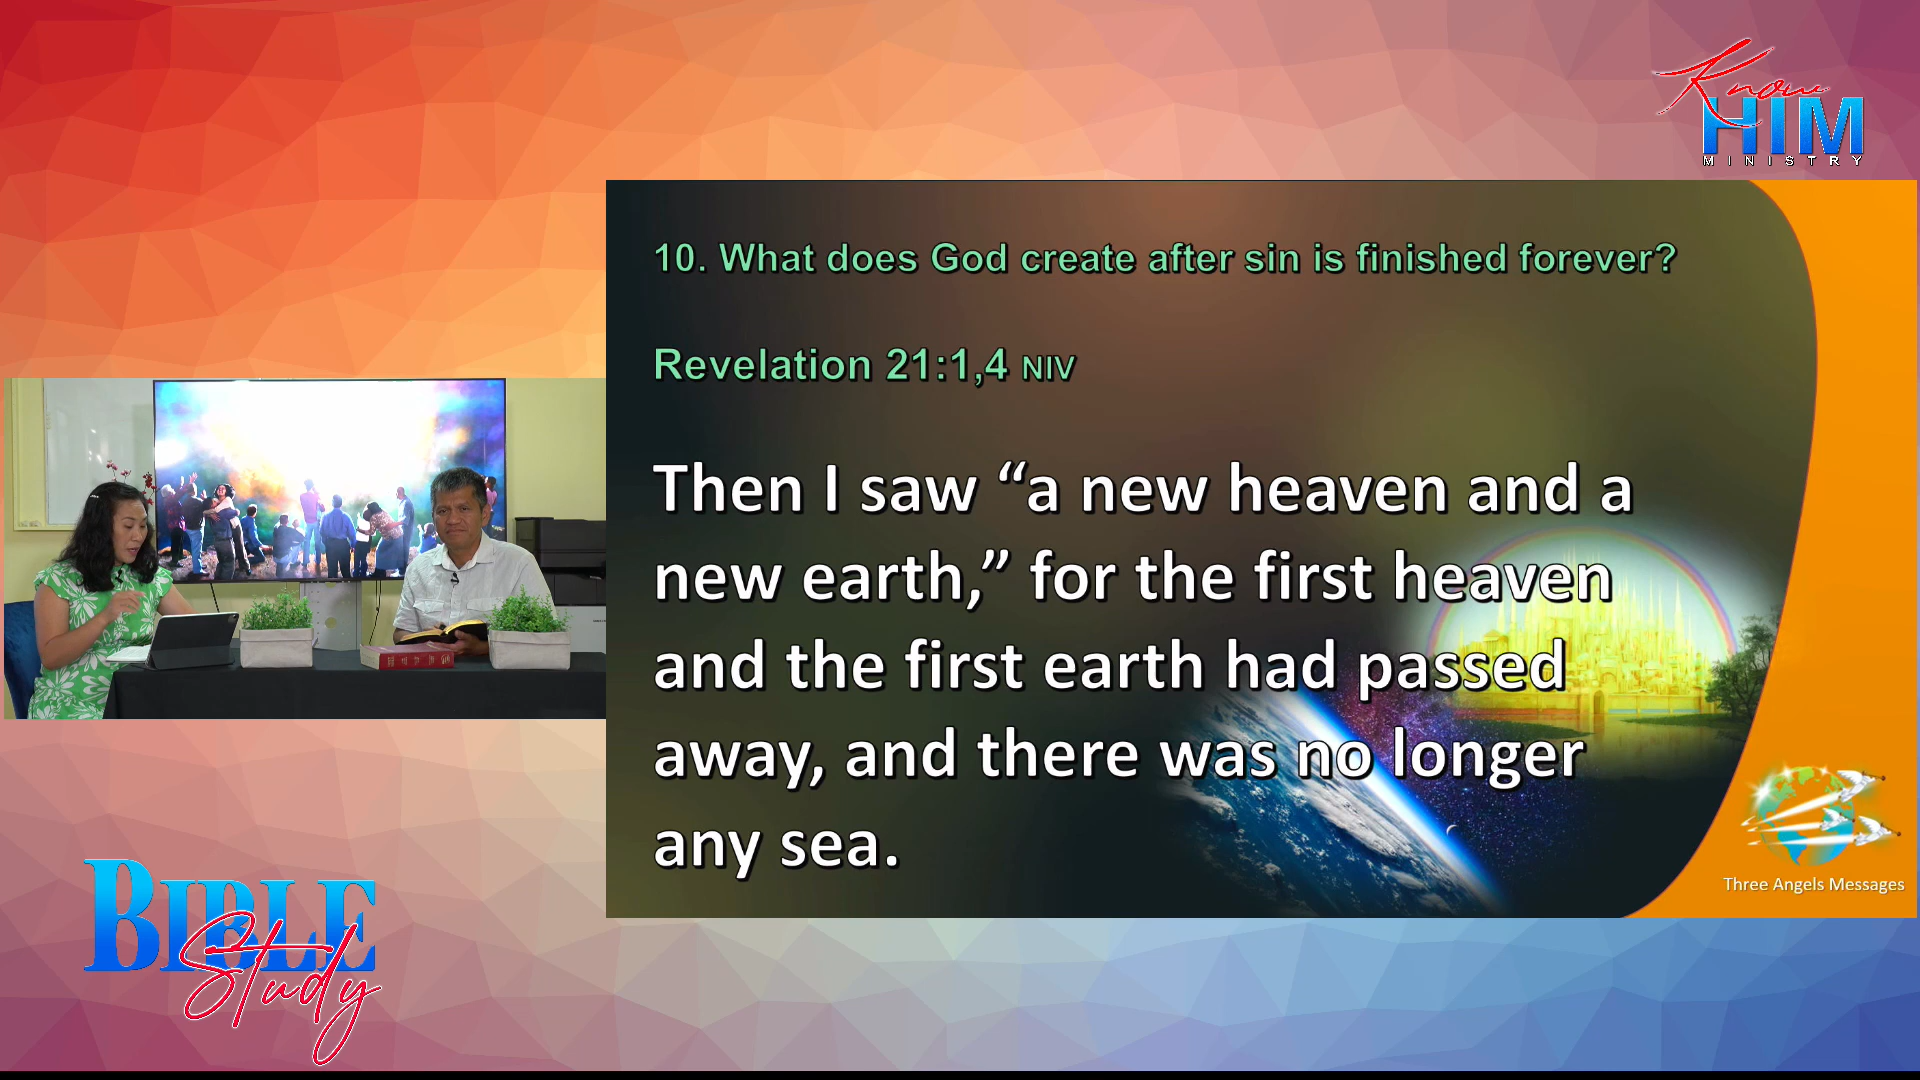 Know
HIM
MINISTRY
10. What does God create after sin is finished forever?
Revelation 21:1,4 NIV
Then I saw “a new heaven and a
new earth,” for the first heaven
and the first earth had passed
away, and there was no longer
any sea.
Three Angels Messages
BIBLE
Study